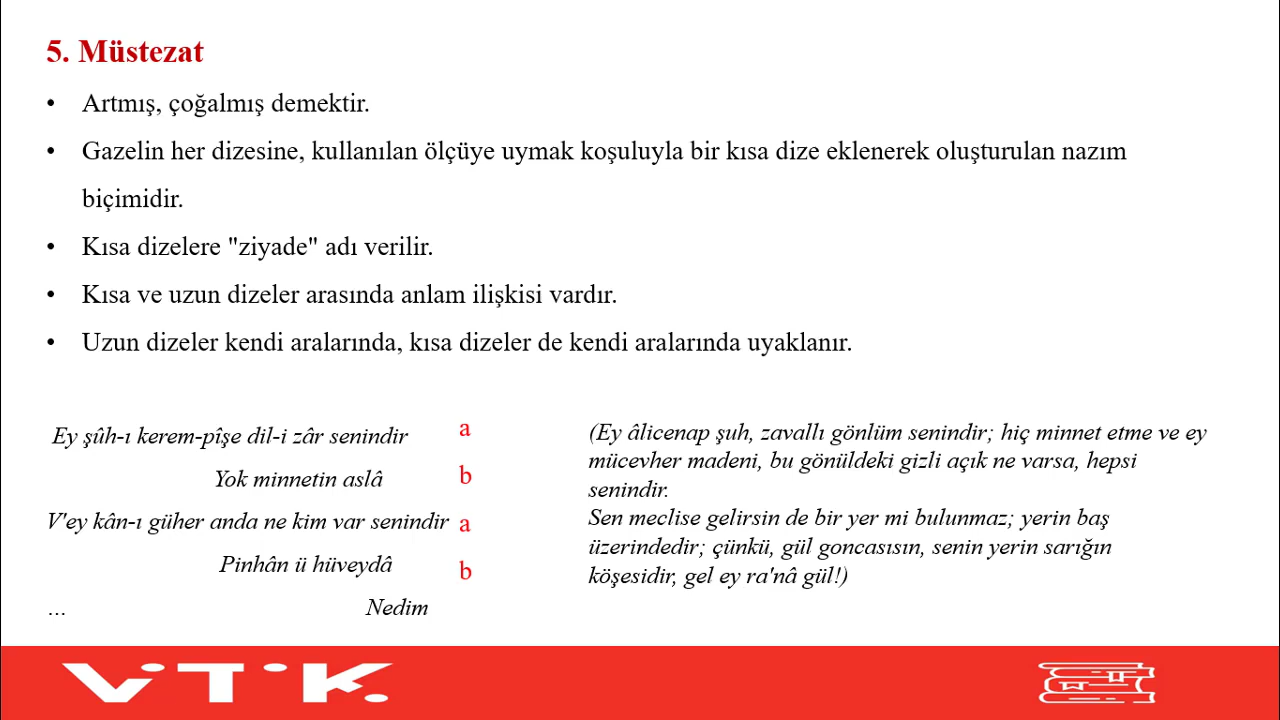 5. Müstezat
• Artmış, çoğalmış demektir.
• Gazelin her dizesine, kullanılan ölçüye uymak koşuluyla bir kısa dize eklenerek oluşturulan nazım
biçimidir.
• Kısa dizelere "ziyade" adı verilir.
• Kısa ve uzun dizeler arasında anlam ilişkisi vardır.
• Uzun dizeler kendi aralarında, kısa dizeler de kendi aralarında uyaklanır.
Ey şûh-ı kerem-pîşe dil-i zâr senindir a
Yok minnetin aslâ b
V'ey kân-ı güher anda ne kim var senindir a
Pinhân ü hüveydâ b
... Nedim
(Ey âlicenap şuh, zavallı gönlüm senindir; hiç minnet etme ve ey
mücevher madeni, bu gönüldeki gizli açık ne varsa, hepsi
senindir.
Sen meclise gelirsin de bir yer mi bulunmaz; yerin baş
üzerindedir; çünkü, gül goncasısın, senin yerin sarığın
köşesidir, gel ey ra'nâ gül!)
VTK